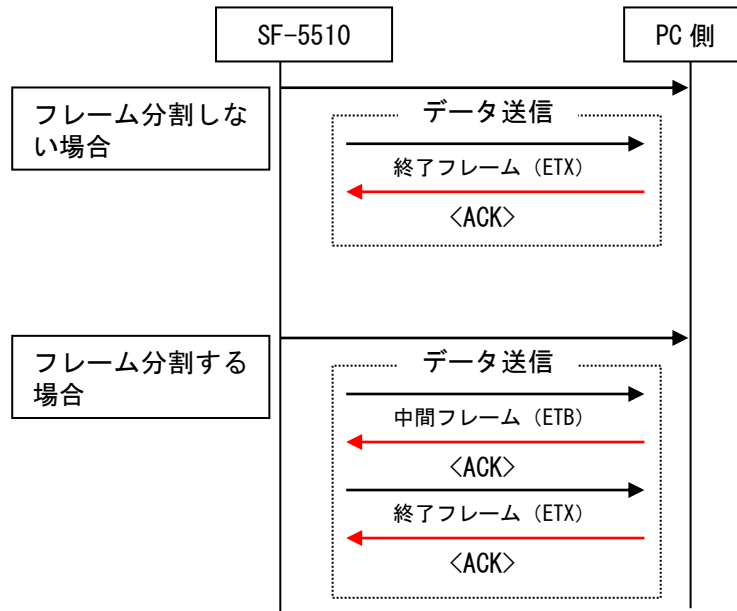 SF-5510
PC 側
フレーム分割しな
い場合
データ送信
終了フレーム（ETX）
<ACK>
フレーム分割する
場合
データ送信
中間フレーム（ETB）
<ACK>
終了フレーム（ETX）
<ACK>